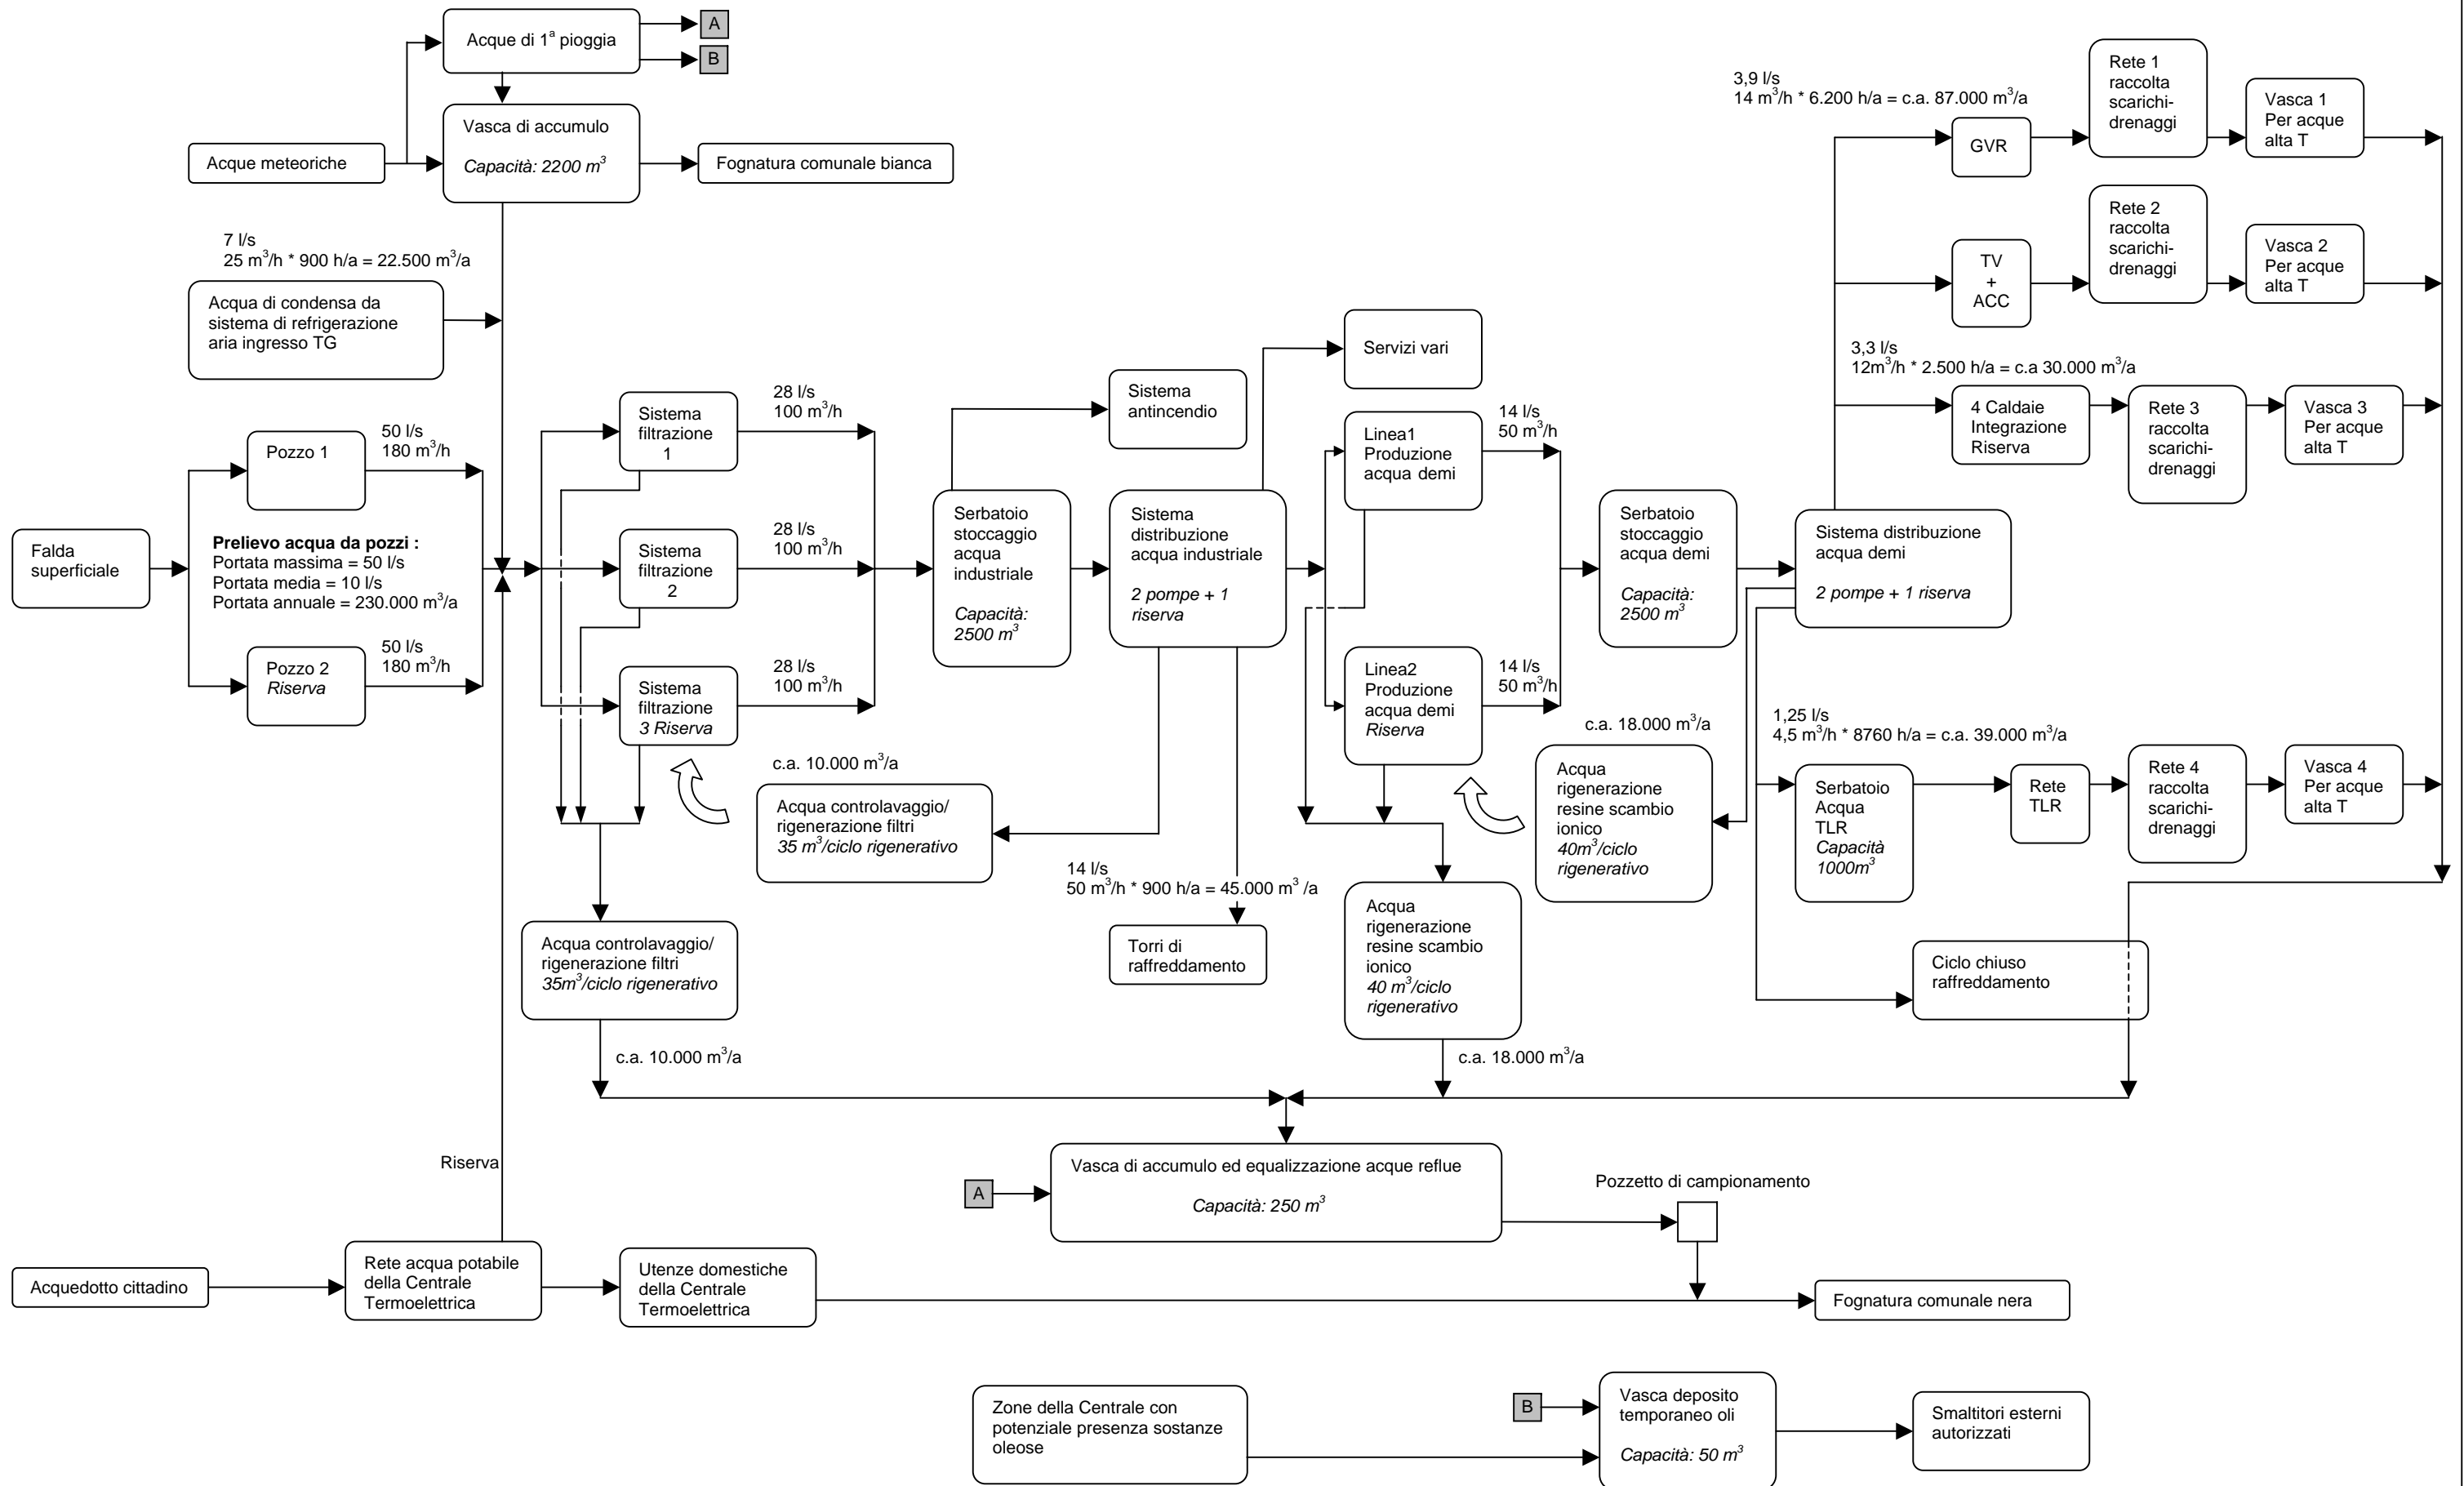 Acque di 1ª pioggia
A
B
Vasca di accumulo
Capacità: 2200 m³
Acque meteoriche
Fognatura comunale bianca
7 l/s
25 m³/h * 900 h/a = 22.500 m³/a
Acqua di condensa da
sistema di refrigerazione
aria ingresso TG
3,9 l/s
14 m³/h * 6.200 h/a = c.a. 87.000 m³/a
GVR
Rete 1
raccolta
scarichi-
drenaggi
Vasca 1
Per acque
alta T
TV
+
ACC
Rete 2
raccolta
scarichi-
drenaggi
Vasca 2
Per acque
alta T
3,3 l/s
12m³/h * 2.500 h/a = c.a 30.000 m³/a
4 Caldaie
Integrazione
Riserva
Rete 3
raccolta
scarichi-
drenaggi
Vasca 3
Per acque
alta T
Falda
superficiale
Pozzo 1
50 l/s
180 m³/h
Prelievo acqua da pozzi :
Portata massima = 50 l/s
Portata media = 10 l/s
Portata annuale = 230.000 m³/a
Pozzo 2
Riserva
50 l/s
180 m³/h
Sistema
filtrazione
1
28 l/s
100 m³/h
Sistema
filtrazione
2
28 l/s
100 m³/h
Sistema
filtrazione
3 Riserva
28 l/s
100 m³/h
Serbatoio
stoccaggio
acqua
industriale
Capacità:
2500 m³
Sistema
antincendio
Sistema
distribuzione
acqua industriale
2 pompe + 1
riserva
Servizi vari
Linea1
Produzione
acqua demi
14 l/s
50 m³/h
Linea2
Produzione
acqua demi
Riserva
14 l/s
50 m³/h
Serbatoio
stoccaggio
acqua demi
Capacità:
2500 m³
Sistema distribuzione
acqua demi
2 pompe + 1 riserva
c.a. 10.000 m³/a
Acqua controlavaggio/
rigenerazione filtri
35 m³/ciclo rigenerativo
c.a. 18.000 m³/a
Acqua
rigenerazione
resine scambio
ionico
40m³/ciclo
rigenerativo
1,25 l/s
4,5 m³/h * 8760 h/a = c.a. 39.000 m³/a
Serbatoio
Acqua
TLR
Capacità
1000m³
Rete
TLR
Rete 4
raccolta
scarichi-
drenaggi
Vasca 4
Per acque
alta T
14 l/s
50 m³/h * 900 h/a = 45.000 m³ /a
Torri di
raffreddamento
Acqua controlavaggio/
rigenerazione filtri
35m³/ciclo rigenerativo
Acqua
rigenerazione
resine scambio
ionico
40 m³/ciclo
rigenerativo
Ciclo chiuso
raffreddamento
c.a. 10.000 m³/a
c.a. 18.000 m³/a
Riserva
A
Vasca di accumulo ed equalizzazione acque reflue
Capacità: 250 m³
Pozzetto di campionamento
Acquedotto cittadino
Rete acqua potabile
della Centrale
Termoelettrica
Utenze domestiche
della Centrale
Termoelettrica
Fognatura comunale nera
Zone della Centrale con
potenziale presenza sostanze
oleose
B
Vasca deposito
temporaneo oli
Capacità: 50 m³
Smaltitori esterni
autorizzati